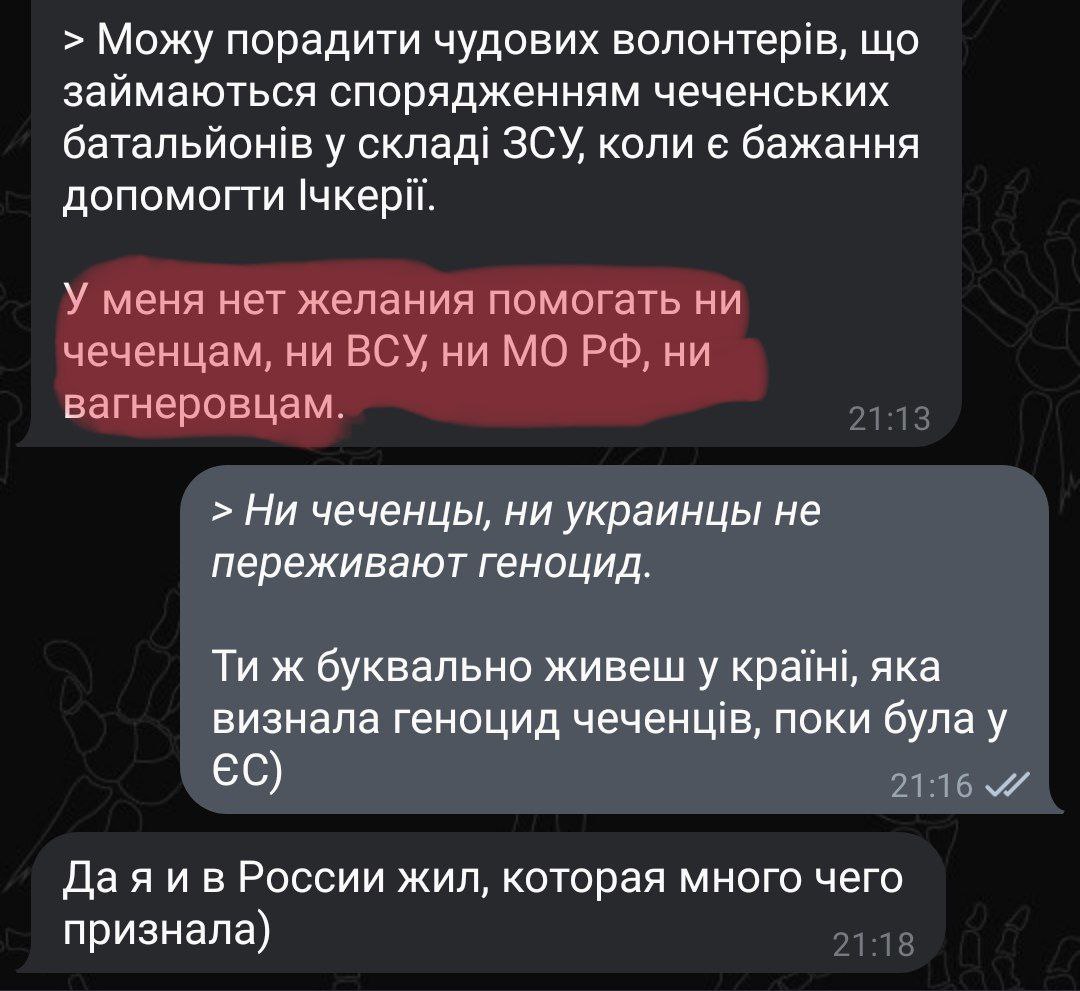 > Можу порадити чудових волонтерів, що
займаються спорядженням чеченських
батальйонів у складі ЗСУ, коли є бажання
допомогти Ічкерії.
У меня нет желания помогать ни
чеченцам, ни ВСУ, ни МО РФ, ни
вагнеровцам.
21:13
> Ни чеченцы, ни украинцы не
переживают геноцид.
Ти ж буквально живеш у країні, яка
визнала геноцид чеченців, поки була у
ЄС)
21:16
Да я и в России жил, которая много чего
признала)
21:18